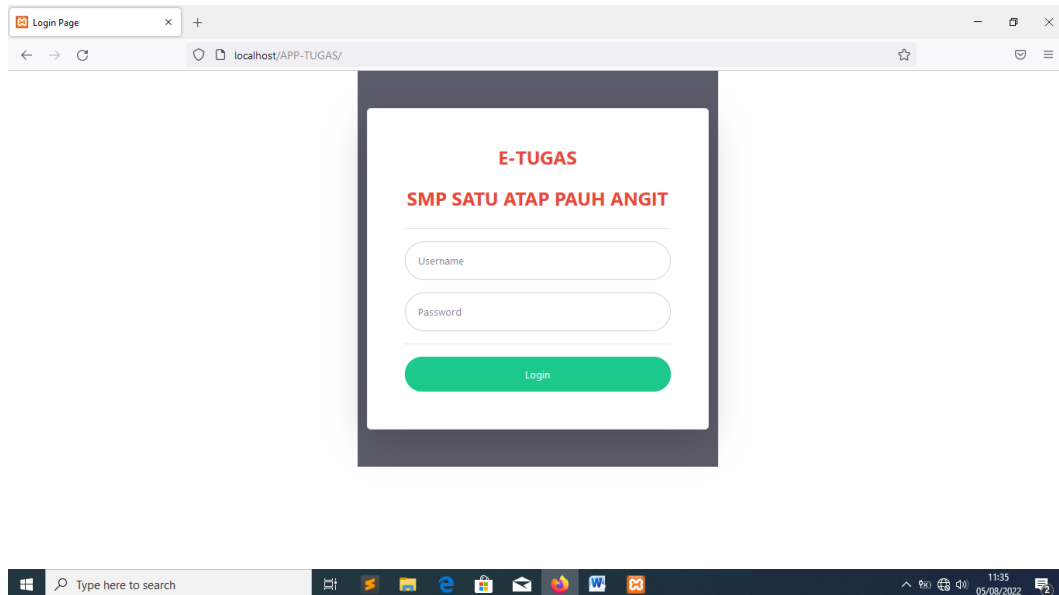 Login Page
localhost/APP-TUGAS/
E-TUGAS
SMP SATU ATAP PAUH ANGIT
Username
Password
Login
Type here to search
11:35
05/08/2022
2